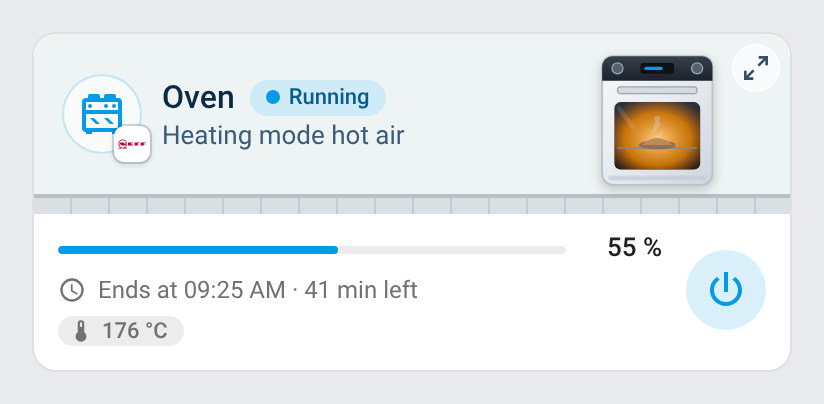 Oven
Running
Heating mode hot air
55 %
Ends at 09:25 AM · 41 min left
176 °C